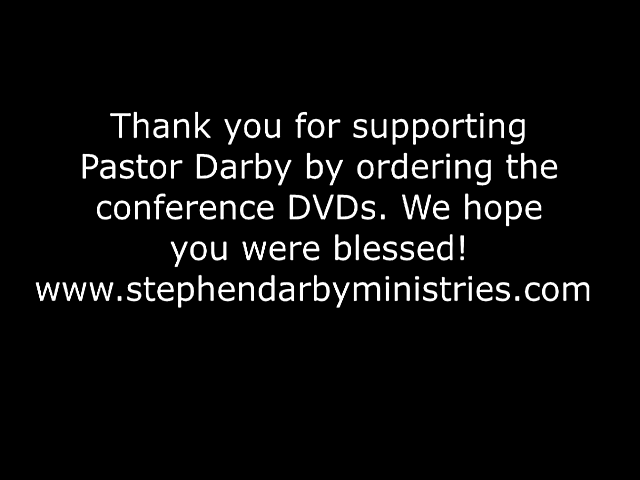 Thank you for supporting
Pastor Darby by ordering the
conference DVDs. We hope
you were blessed!
www.stephendarbyministries.com